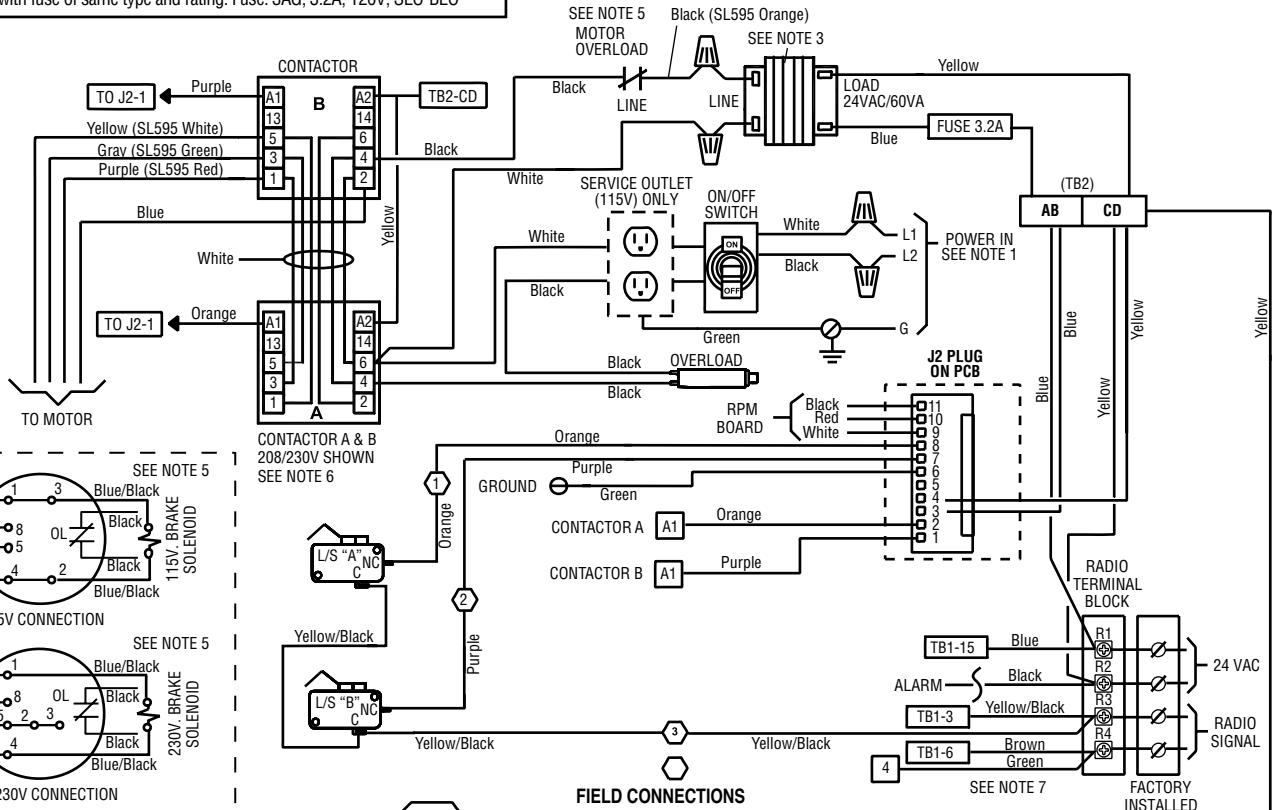 with fuse of same type and rating. Fuse: 3AG, 3.2A, 120V, SLO-BLO
SEE NOTE 5
MOTOR
OVERLOAD
Black (SL595 Orange)
SEE NOTE 3
Yellow
CONTACTOR
TO J2-1
Purple
A1
B
A2
TB2-CD
Black
LINE
LINE
LOAD
24VAC/60VA
Blue
FUSE 3.2A
13
14
Yellow (SL595 White)
5
6
Gray (SL595 Green)
3
4
Black
Purple (SL595 Red)
1
2
White
(TB2)
AB
CD
SERVICE OUTLET
(115V) ONLY
ON/OFF
SWITCH
ON
OFF
White
L1
Black
L2
POWER IN
SEE NOTE 1
Blue
Yellow
White
White
Black
Green
G
Blue
Yellow
Yellow
TO J2-1
Orange
A1
A2
13
14
5
6
3
4
1
2
A
Black
OVERLOAD
Black
TO MOTOR
CONTACTOR A & B
208/230V SHOWN
SEE NOTE 6
J2 PLUG
ON PCB
Blue
Yellow
RPM
BOARD
Black
Red
White
11
10
9
8
7
6
5
4
3
2
1
Orange
Purple
GROUND
Green
CONTACTOR A
A1
Orange
CONTACTOR B
A1
Purple
1
Orange
2
Purple
SEE NOTE 5
1
3
Blue/Black
8
5
OL
Black
Black
4
2
Blue/Black
115V. BRAKE
SOLENOID
5V CONNECTION
SEE NOTE 5
1
Blue/Black
8
OL
Black
5
2
3
Black
4
Blue/Black
230V. BRAKE
SOLENOID
230V CONNECTION
L/S "A"
NC
C
Yellow/Black
L/S "B"
NC
C
Yellow/Black
3
Yellow/Black
FIELD CONNECTIONS
RADIO
TERMINAL
BLOCK
TB1-15
Blue
R1
ALARM
Black
R2
24 VAC
TB1-3
Yellow/Black
R3
RADIO
SIGNAL
TB1-6
Brown
R4
4
Green
SEE NOTE 7
FACTORY
INSTALLED